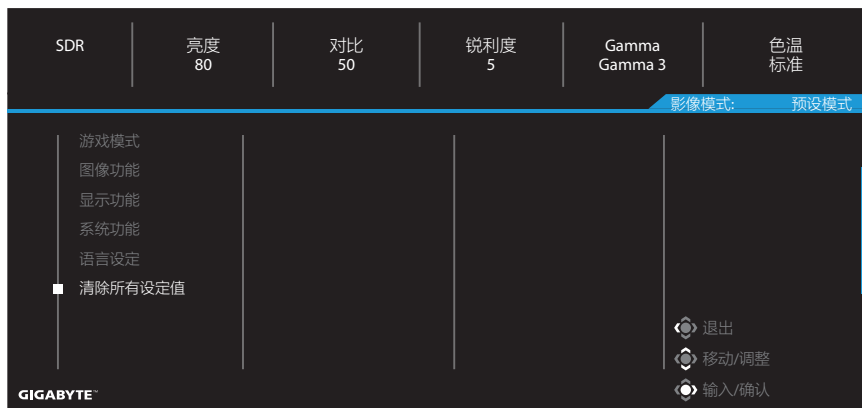 SDR
亮度
80
对比
50
锐利度
5
Gamma
Gamma 3
色温
标准
影像模式: 预设模式
游戏模式
图像功能
显示功能
系统功能
语言设定
清除所有设定值
退出
移动/调整
输入/确认
GIGABYTE™